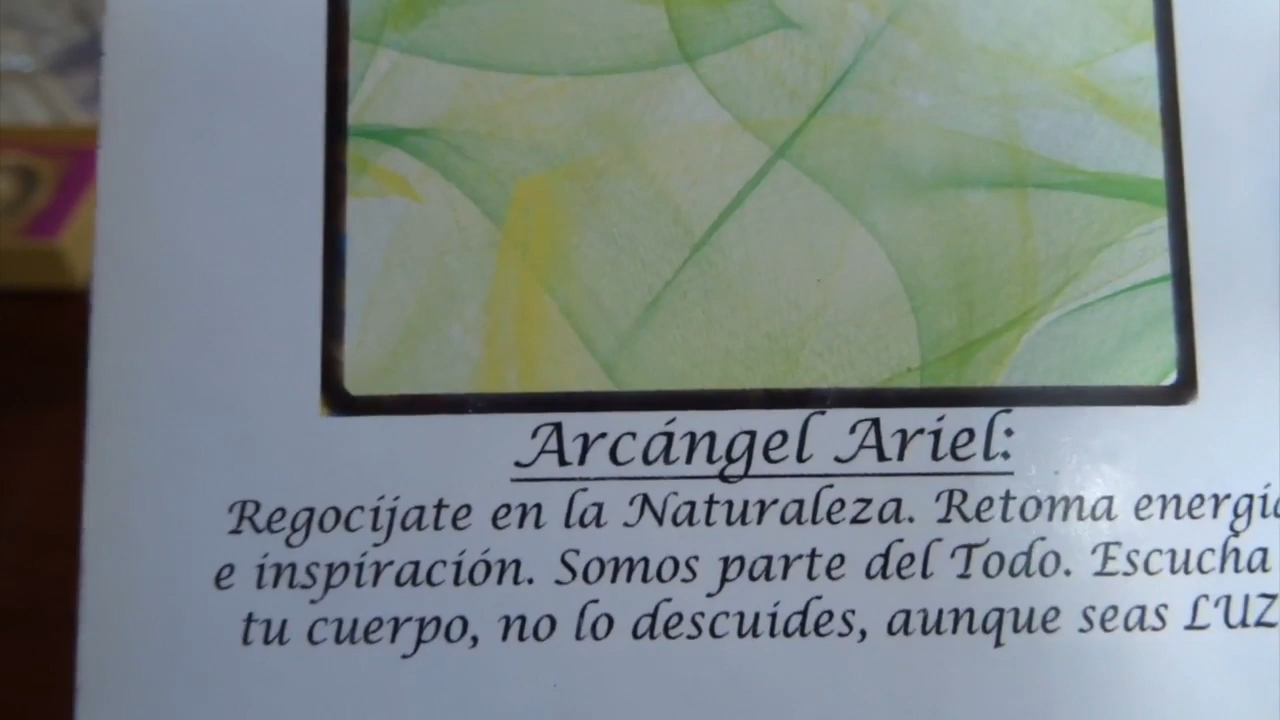 Arcángel Ariel:
Regocíjate en la Naturaleza. Retoma
e inspiración. Somos parte del Todo. Escucha
tu cuerpo, no lo descuides, aunque seas LUZ